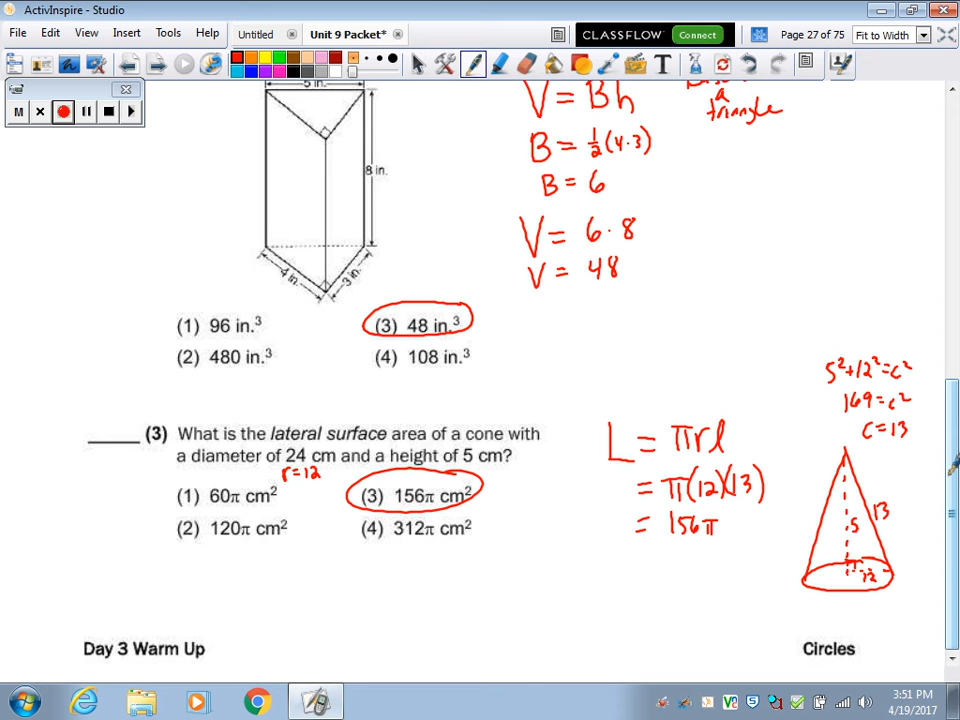 ActivInspire - Studio
File Edit View Insert Tools Help
Untitled
Unit 9 Packet*
CLASSFLOW Connect
Page 27 of 75
Fit to Width
M
5 in.
8 in.
4 in.
3 in.
V = Bh
a
triangle
B = 1/2 (4·3)
B = 6
V = 6·8
V = 48
(1) 96 in.³
(3) 48 in.³
(2) 480 in.³
(4) 108 in.³
(3) What is the lateral surface area of a cone with
a diameter of 24 cm and a height of 5 cm?
r=12
(1) 60π cm²
(3) 156π cm²
(2) 120π cm²
(4) 312π cm²
L = πrl
= π(12)(13)
= 156π
5²+12²=c²
169=c²
c=13
13
5
12
Day 3 Warm Up
Circles
3:51 PM
4/19/2017